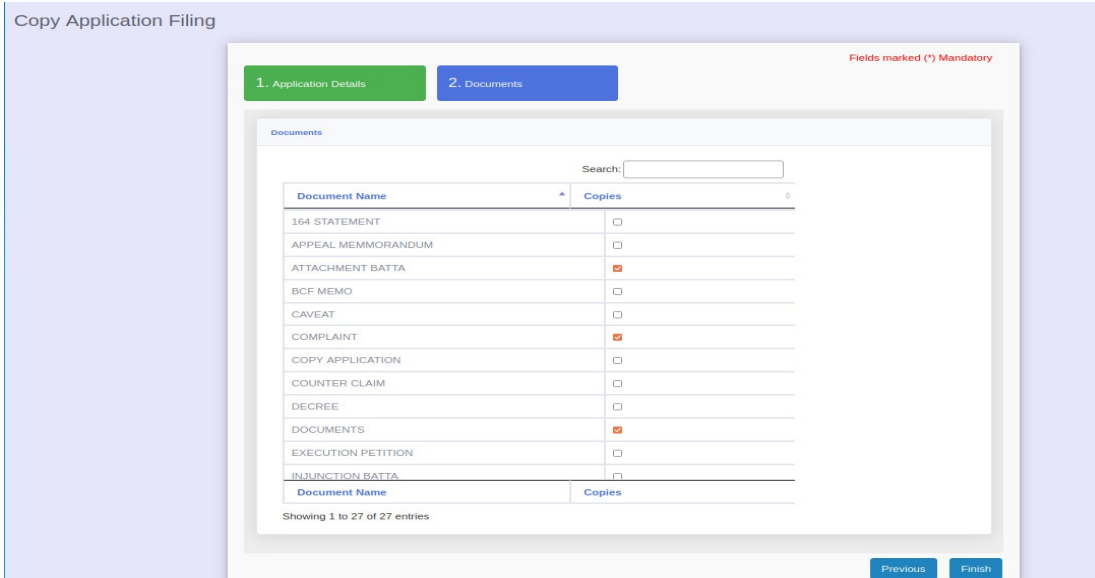 Copy Application Filing
Fields marked (*) Mandatory
1. Application Details
2. Documents
Documents
Search:
Document Name Copies
164 STATEMENT
APPEAL MEMMORANDUM
ATTACHMENT BATTA
BCF MEMO
CAVEAT
COMPLAINT
COPY APPLICATION
COUNTER CLAIM
DECREE
DOCUMENTS
EXECUTION PETITION
INJUNCTION BATTA
Document Name Copies
Showing 1 to 27 of 27 entries
Previous Finish